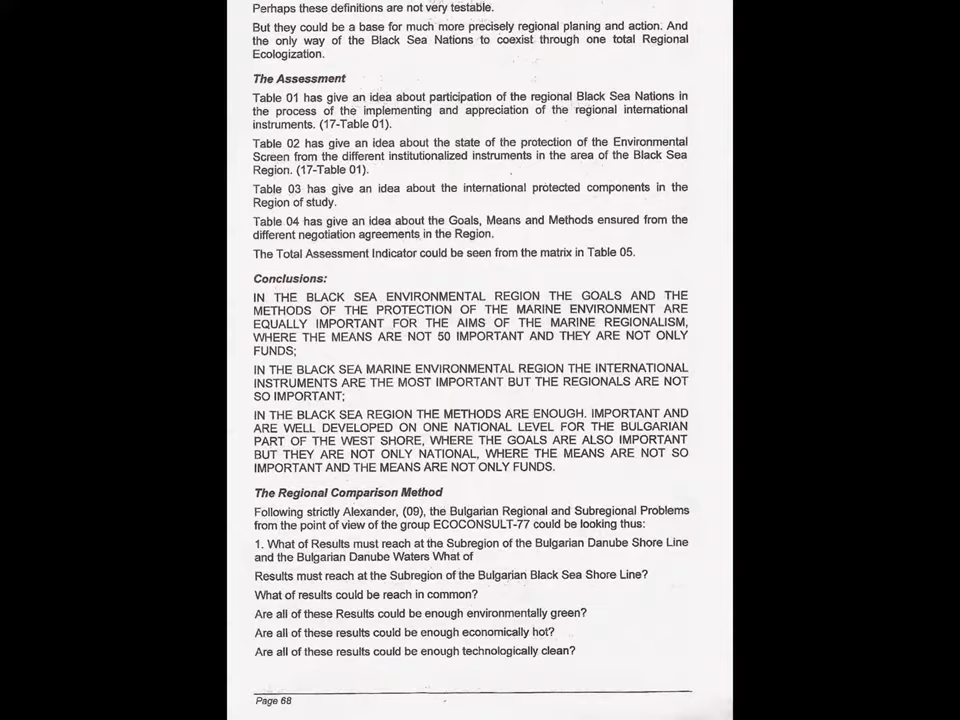 Perhaps these definitions are not very testable.
But they could be a base for much more precisely regional planing and action. And
the only way of the Black Sea Nations to coexist through one total Regional
Ecologization.
The Assessment
Table 01 has give an idea about participation of the regional Black Sea Nations in
the process of the implementing and appreciation of the regional international
instruments. (17-Table 01).
Table 02 has give an idea about the state of the protection of the Environmental
Screen from the different institutionalized instruments in the area of the Black Sea
Region. (17-Table 01).
Table 03 has give an idea about the international protected components in the
Region of study.
Table 04 has give an idea about the Goals, Means and Methods ensured from the
different negotiation agreements in the Region.
The Total Assessment Indicator could be seen from the matrix in Table 05.
Conclusions:
IN THE BLACK SEA ENVIRONMENTAL REGION THE GOALS AND THE
METHODS OF THE PROTECTION OF THE MARINE ENVIRONMENT ARE
EQUALLY IMPORTANT FOR THE AIMS OF THE MARINE REGIONALISM,
WHERE THE MEANS ARE NOT 50 IMPORTANT AND THEY ARE NOT ONLY
FUNDS;
IN THE BLACK SEA MARINE ENVIRONMENTAL REGION THE INTERNATIONAL
INSTRUMENTS ARE THE MOST IMPORTANT BUT THE REGIONALS ARE NOT
SO IMPORTANT;
IN THE BLACK SEA REGION THE METHODS ARE ENOUGH. IMPORTANT AND
ARE WELL DEVELOPED ON ONE NATIONAL LEVEL FOR THE BULGARIAN
PART OF THE WEST SHORE, WHERE THE GOALS ARE ALSO IMPORTANT
BUT THEY ARE NOT ONLY NATIONAL, WHERE THE MEANS ARE NOT SO
IMPORTANT AND THE MEANS ARE NOT ONLY FUNDS.
The Regional Comparison Method
Following strictly Alexander, (09), the Bulgarian Regional and Subregional Problems
from the point of view of the group ECOCONSULT-77 could be looking thus:
1. What of Results must reach at the Subregion of the Bulgarian Danube Shore Line
and the Bulgarian Danube Waters What of
Results must reach at the Subregion of the Bulgarian Black Sea Shore Line?
What of results could be reach in common?
Are all of these Results could be enough environmentally green?
Are all of these results could be enough economically hot?
Are all of these results could be enough technologically clean?
Page 68